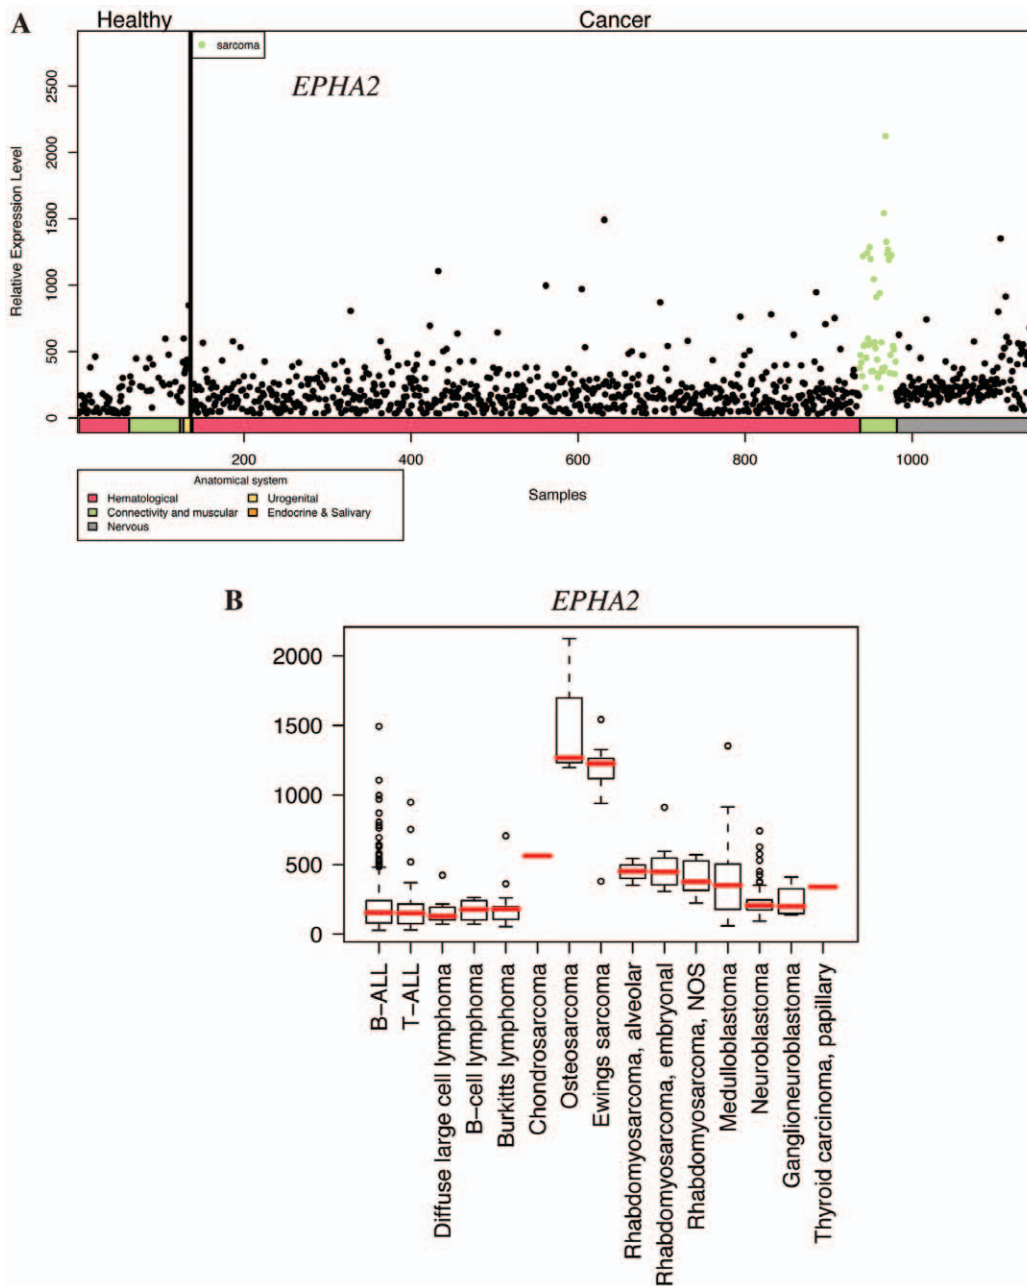 A
Healthy
Cancer
sarcoma
EPHA2
Relative Expression Level
2500
2000
1500
1000
500
0
200
400
600
800
1000
Samples
Anatomical system
Hematological
Urogenital
Connectivity and muscular
Endocrine & Salivary
Nervous
B
EPHA2
2000
1500
1000
500
0
B-ALL
T-ALL
Diffuse large cell lymphoma
B-cell lymphoma
Burkitts lymphoma
Chondrosarcoma
Osteosarcoma
Ewings sarcoma
Rhabdomyosarcoma, alveolar
Rhabdomyosarcoma, embryonal
Rhabdomyosarcoma, NOS
Medulloblastoma
Neuroblastoma
Ganglioneuroblastoma
Thyroid carcinoma, papillary